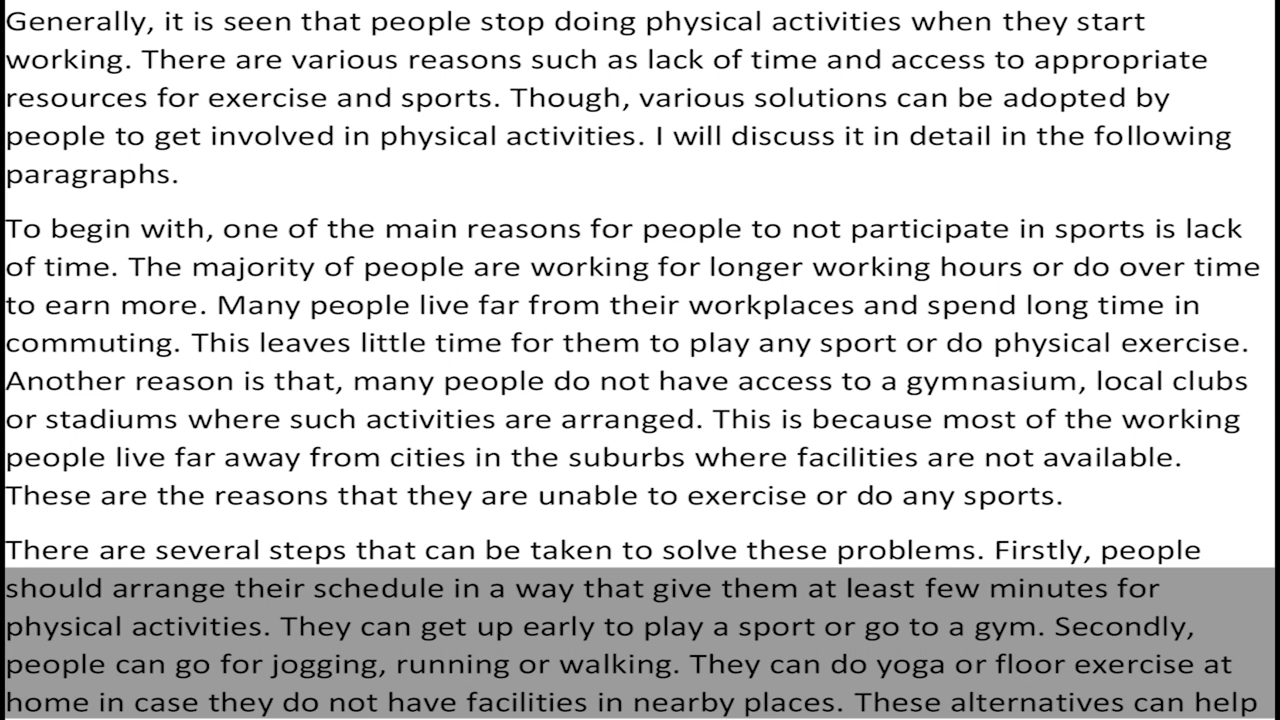 Generally, it is seen that people stop doing physical activities when they start
working. There are various reasons such as lack of time and access to appropriate
resources for exercise and sports. Though, various solutions can be adopted by
people to get involved in physical activities. I will discuss it in detail in the following
paragraphs.
To begin with, one of the main reasons for people to not participate in sports is lack
of time. The majority of people are working for longer working hours or do over time
to earn more. Many people live far from their workplaces and spend long time in
commuting. This leaves little time for them to play any sport or do physical exercise.
Another reason is that, many people do not have access to a gymnasium, local clubs
or stadiums where such activities are arranged. This is because most of the working
people live far away from cities in the suburbs where facilities are not available.
These are the reasons that they are unable to exercise or do any sports.
There are several steps that can be taken to solve these problems. Firstly, people
should arrange their schedule in a way that give them at least few minutes for
physical activities. They can get up early to play a sport or go to a gym. Secondly,
people can go for jogging, running or walking. They can do yoga or floor exercise at
home in case they do not have facilities in nearby places. These alternatives can help